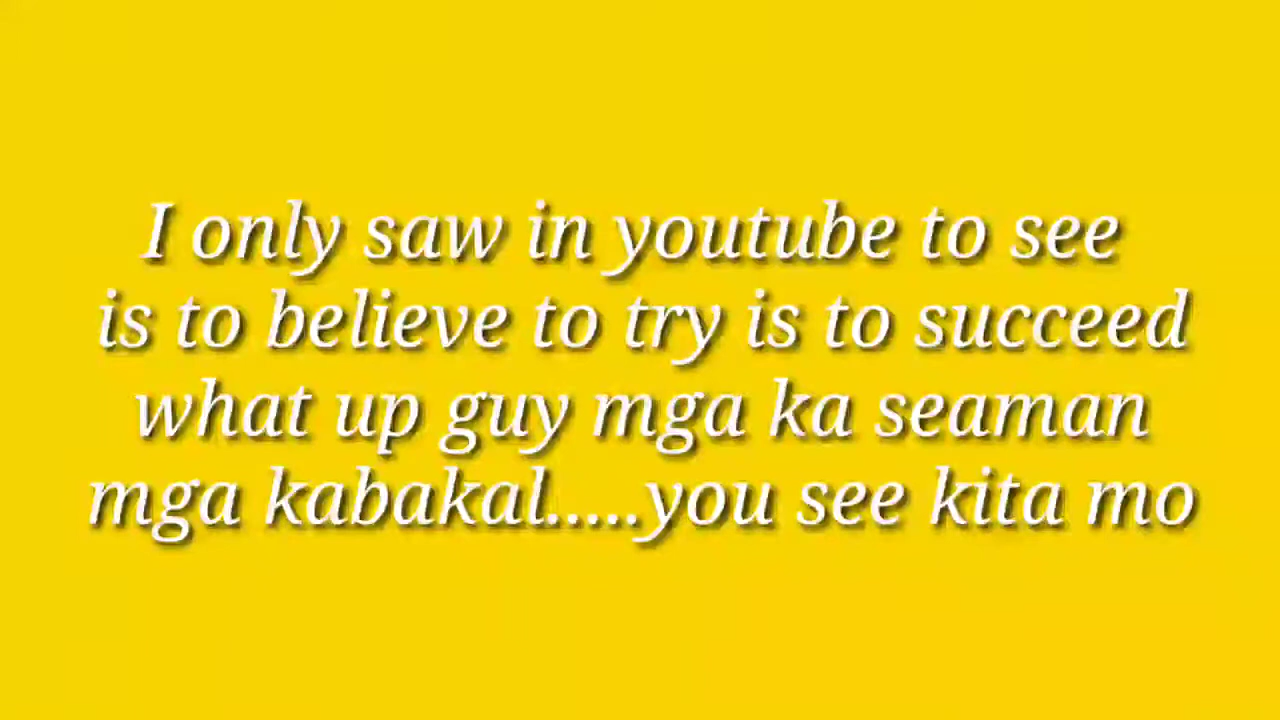 I only saw in youtube to see
is to believe to try is to succeed
what up guy mga ka seaman
mga kabakal.....you see kita mo